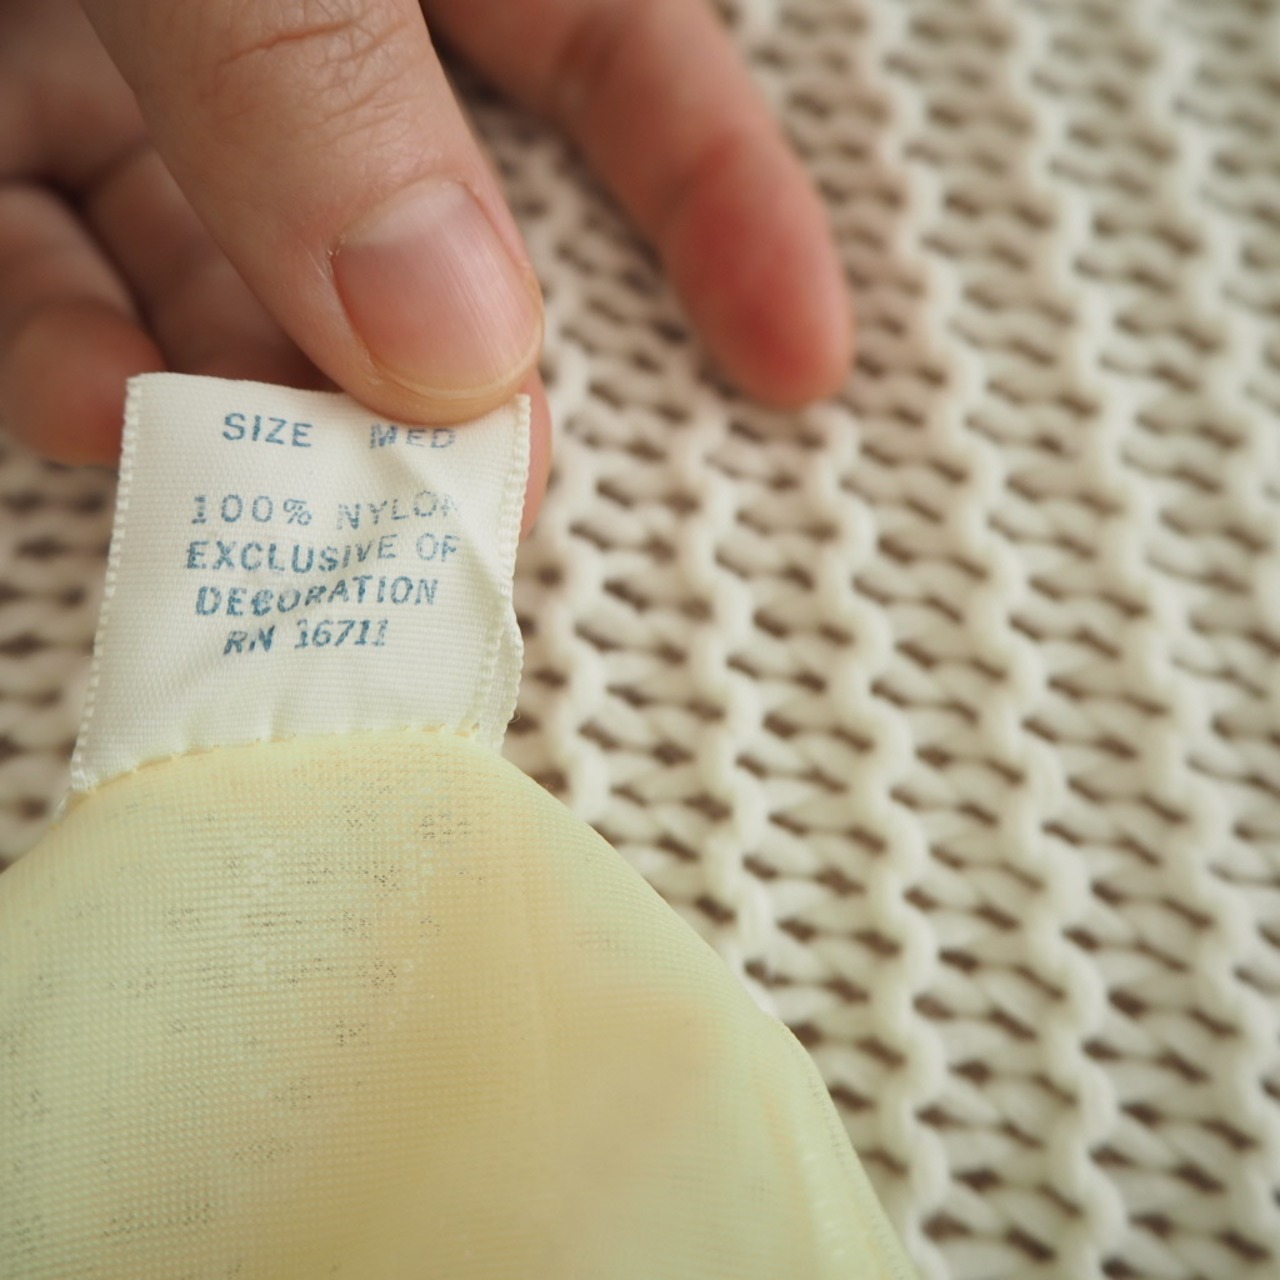 SIZE MED
100% NYLON
EXCLUSIVE OF
DECORATION
RN 16711